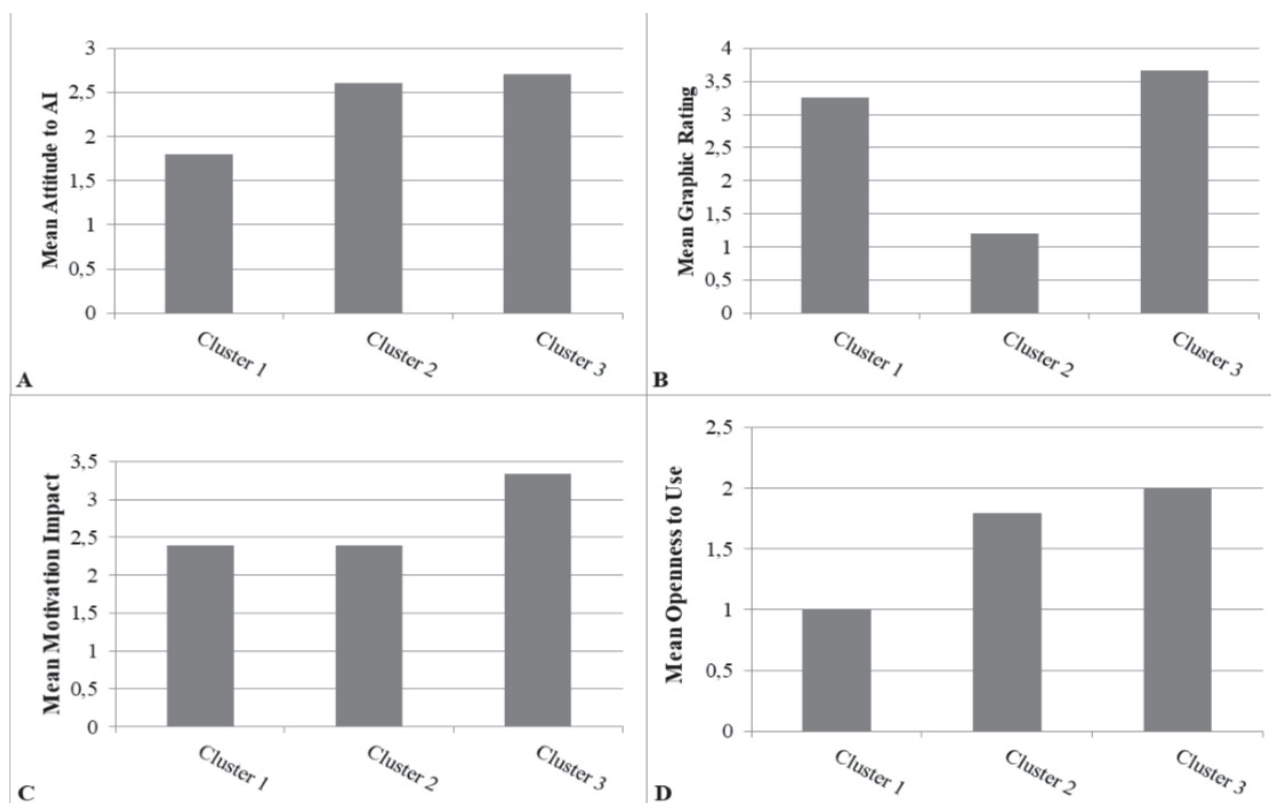 Mean Attitude to AI
3
2,5
2
1,5
1
0,5
0
Cluster 1
Cluster 2
Cluster 3
A
Mean Graphic Rating
4
3,5
3
2,5
2
1,5
1
0,5
0
Cluster 1
Cluster 2
Cluster 3
B
Mean Motivation Impact
3,5
3
2,5
2
1,5
1
0,5
0
Cluster 1
Cluster 2
Cluster 3
C
Mean Openness to Use
2,5
2
1,5
1
0,5
0
Cluster 1
Cluster 2
Cluster 3
D